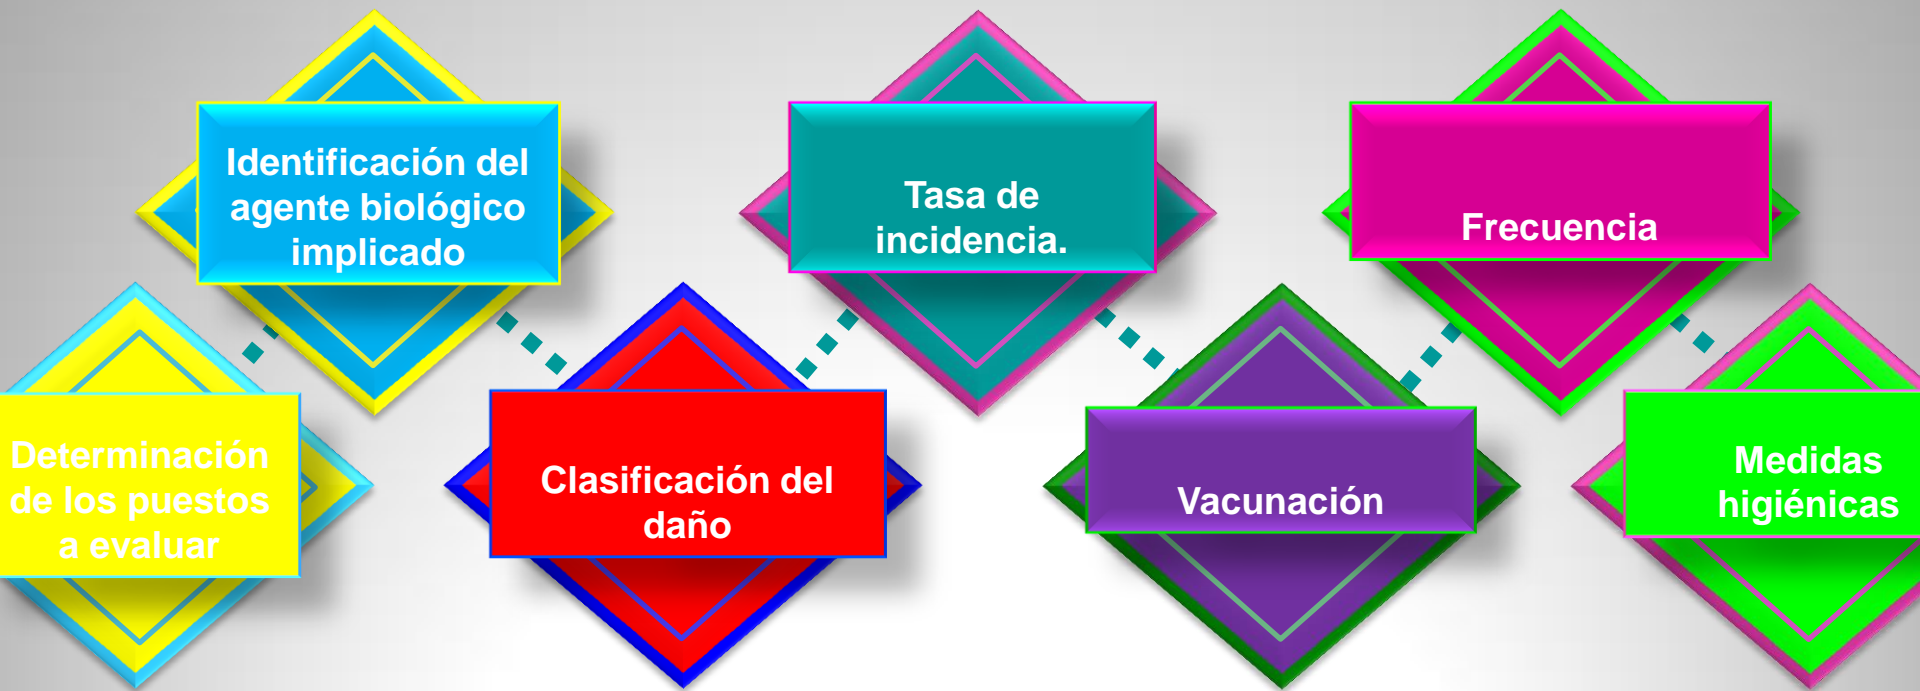 Identificación del
agente biológico
implicado
Tasa de
incidencia.
Frecuencia
Determinación
de los puestos
a evaluar
Clasificación del
daño
Vacunación
Medidas
higiénicas